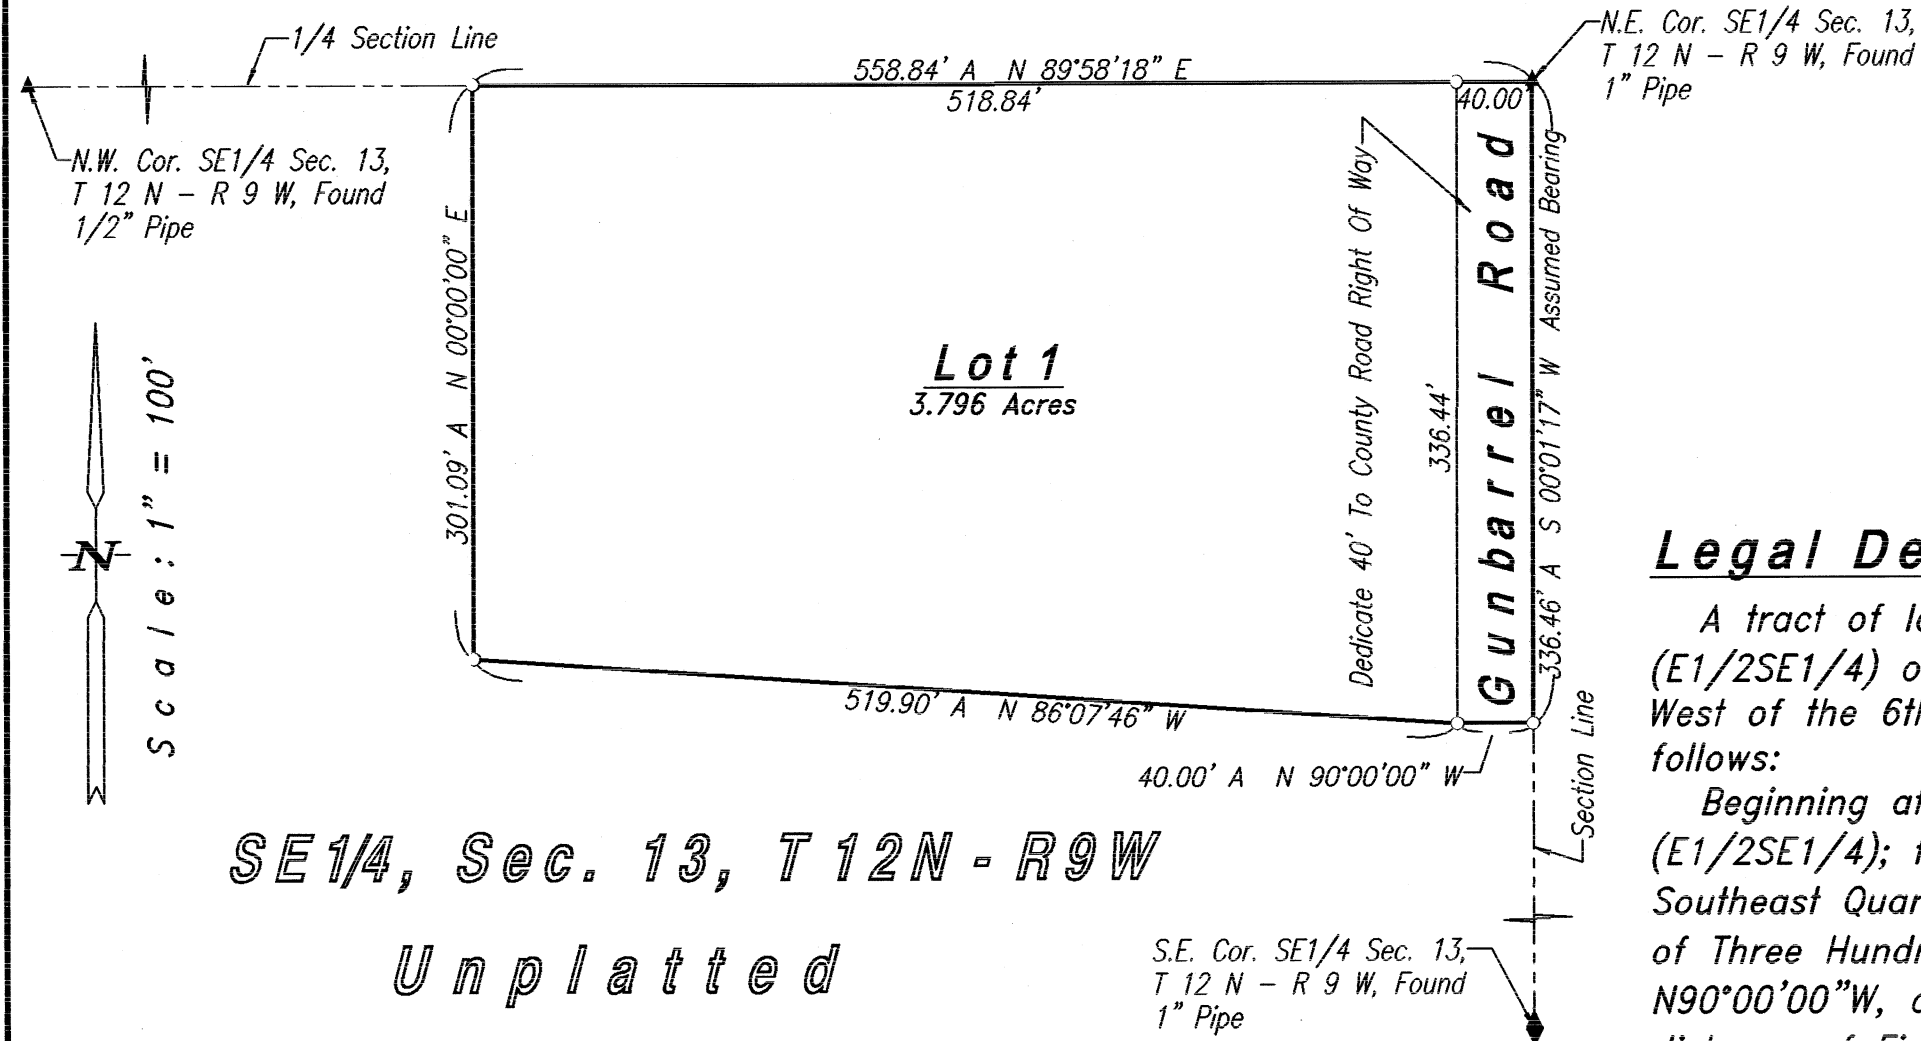 1/4 Section Line
558.84' A N 89°58'18" E
518.84'
40.00'
N.E. Cor. SE1/4 Sec. 13,
T 12 N – R 9 W, Found
1" Pipe
N.W. Cor. SE1/4 Sec. 13,
T 12 N – R 9 W, Found
1/2" Pipe
301.09' A N 00°00'00" E
Lot 1
3.796 Acres
Dedicate 40' To County Road Right Of Way
336.44'
Gunbarrel Road
336.46' A S 00°01'17" W Assumed Bearing
N
Scale: 1" = 100'
519.90' A N 86°07'46" W
40.00' A N 90°00'00" W
Section Line
SE1/4, Sec. 13, T12N - R9W
Unplatted
S.E. Cor. SE1/4 Sec. 13,
T 12 N – R 9 W, Found
1" Pipe
Legal De
A tract of la
(E1/2SE1/4) o
West of the 6th
follows:
Beginning at
(E1/2SE1/4); t
Southeast Quar
of Three Hundr
N90°00'00"W, a